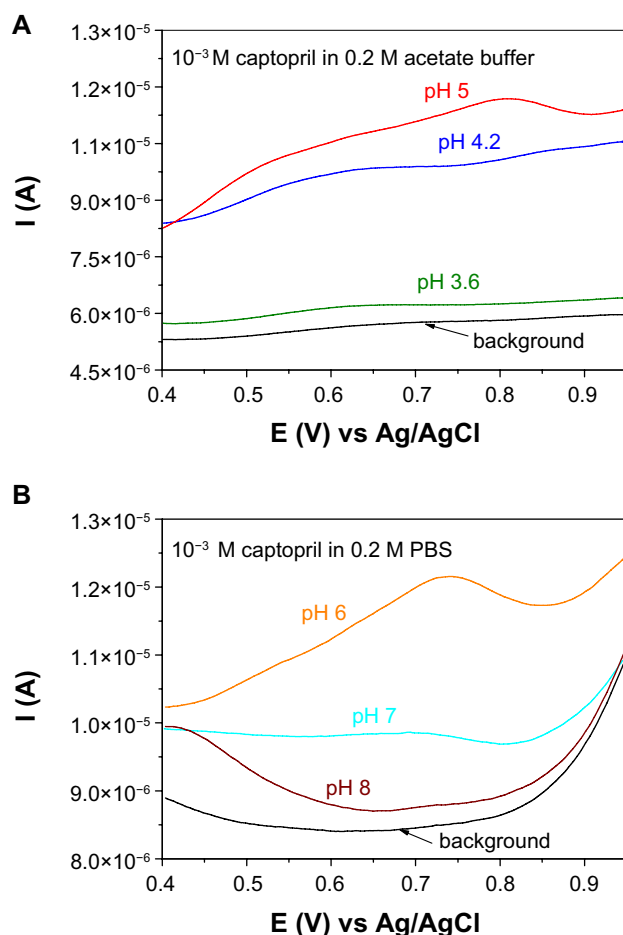 A
1.3×10⁻⁵
10⁻³ M captopril in 0.2 M acetate buffer
1.2×10⁻⁵
pH 5
1.1×10⁻⁵
pH 4.2
9.0×10⁻⁶
I (A)
7.5×10⁻⁶
pH 3.6
6.0×10⁻⁶
background
4.5×10⁻⁶
0.4 0.5 0.6 0.7 0.8 0.9
E (V) vs Ag/AgCl
B
1.3×10⁻⁵
10⁻³ M captopril in 0.2 M PBS
1.2×10⁻⁵
pH 6
1.1×10⁻⁵
I (A)
1.0×10⁻⁵
pH 7
9.0×10⁻⁶
pH 8
background
8.0×10⁻⁶
0.4 0.5 0.6 0.7 0.8 0.9
E (V) vs Ag/AgCl